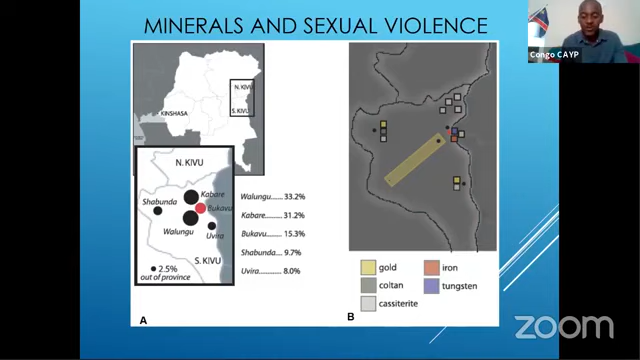 MINERALS AND SEXUAL VIOLENCE
Congo CAYP
N. KIVU
S. KIVU
KINSHASA
N. KIVU
Shabunda
Kabare
Bukavu
Walungu
Uvira
S. KIVU
2.5%
out of province
Walungu...... 33.2%
Kabare......... 31.2%
Bukavu......... 15.3%
Shabunda.... 9.7%
Uvira............ 8.0%
A
B
gold
coltan
cassiterite
iron
tungsten
zoom